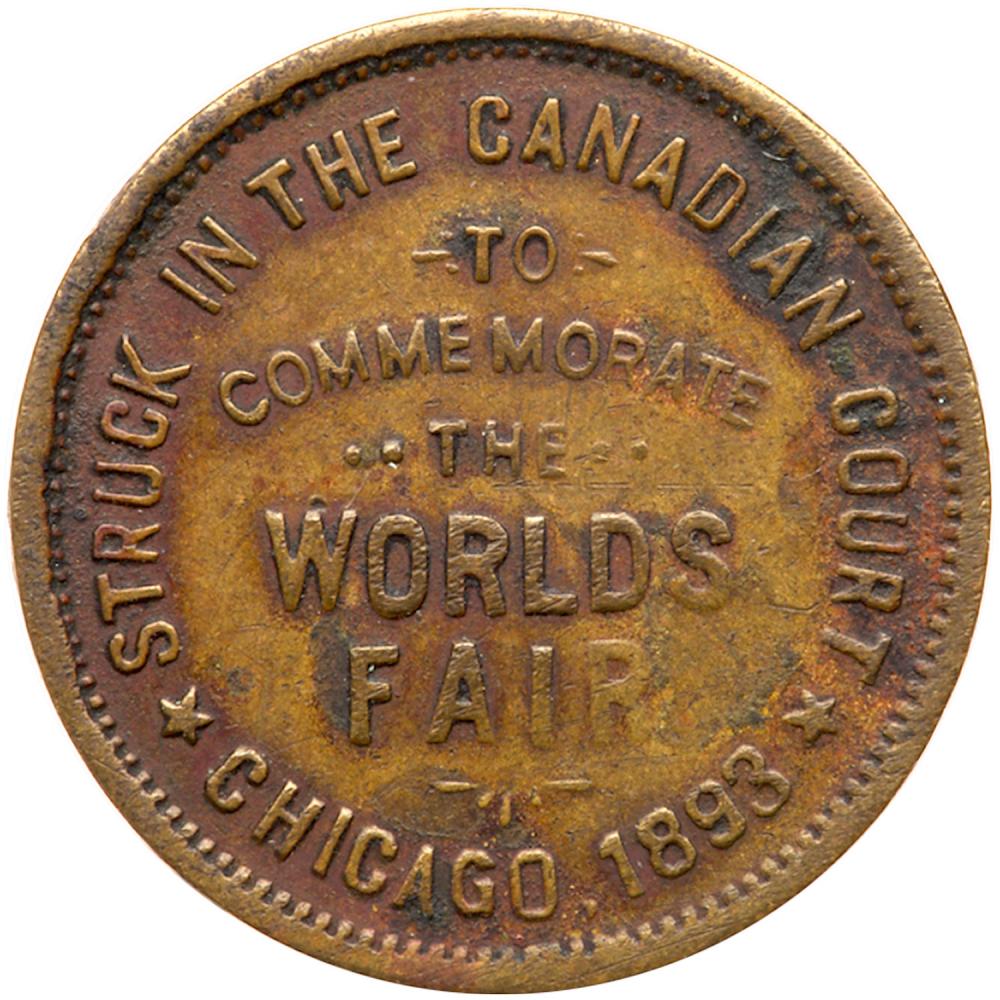 STRUCK IN THE CANADIAN COURT
TO
COMMEMORATE
THE
WORLDS
FAIR
CHICAGO, 1893